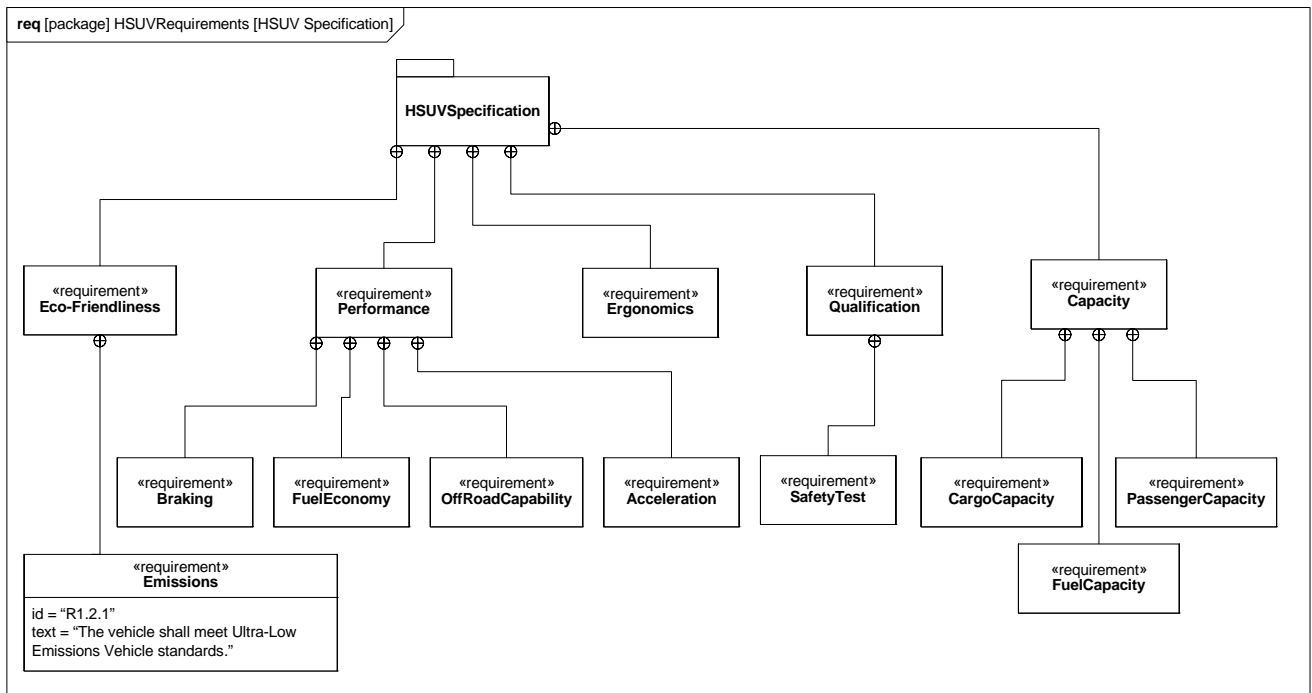 req [package] HSUVRequirements [HSUV Specification]
HSUVSpecification
«requirement»
Eco-Friendliness
«requirement»
Performance
«requirement»
Ergonomics
«requirement»
Qualification
«requirement»
Capacity
«requirement»
Braking
«requirement»
FuelEconomy
«requirement»
OffRoadCapability
«requirement»
Acceleration
«requirement»
SafetyTest
«requirement»
CargoCapacity
«requirement»
PassengerCapacity
«requirement»
Emissions
id = “R1.2.1”
text = “The vehicle shall meet Ultra-Low
Emissions Vehicle standards.”
«requirement»
FuelCapacity